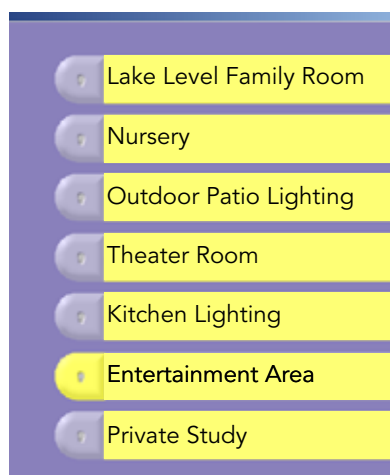 Lake Level Family Room
Nursery
Outdoor Patio Lighting
Theater Room
Kitchen Lighting
Entertainment Area
Private Study